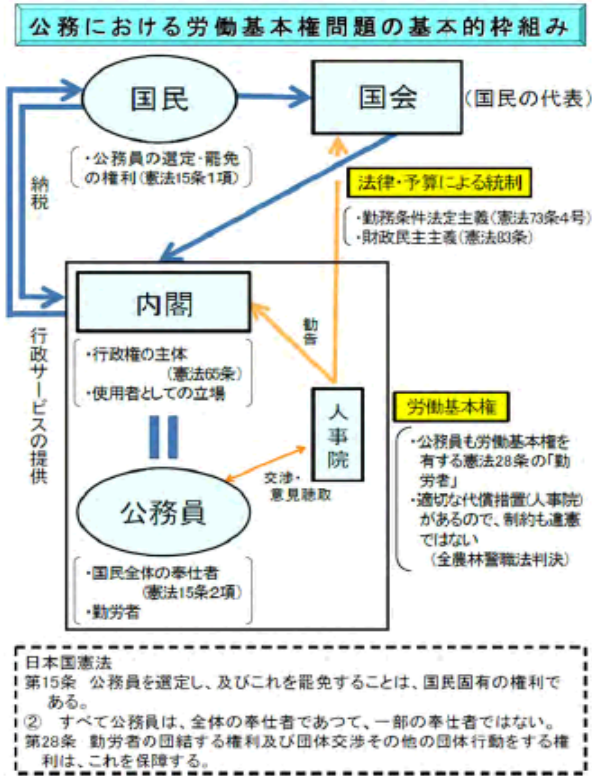 公務における労働基本権問題の基本的枠組み
国民
国会
(国民の代表)
・公務員の選定・罷免
の権利(憲法15条1項)
納税
法律・予算による統制
・勤務条件法定主義(憲法73条4号)
・財政民主主義(憲法83条)
内閣
勧告
行政サービスの提供
・行政権の主体
(憲法65条)
・使用者としての立場
人事院
労働基本権
・公務員も労働基本権を
有する憲法28条の「勤
労者」
・適切な代償措置(人事院)
があるので、制約も違憲
ではない
(全農林警職法判決)
交渉・
意見聴取
公務員
・国民全体の奉仕者
(憲法15条2項)
・勤労者
日本国憲法
第15条 公務員を選定し、及びこれを罷免することは、国民固有の権利で
ある。
② すべて公務員は、全体の奉仕者であつて、一部の奉仕者ではない。
第28条 勤労者の団結する権利及び団体交渉その他の団体行動をする権
利は、これを保障する。